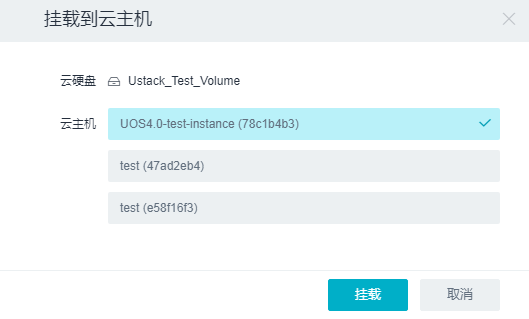 挂载到云主机
云硬盘 Ustack_Test_Volume
云主机 UOS4.0-test-instance (78c1b4b3)
test (47ad2eb4)
test (e58f16f3)
挂载 取消